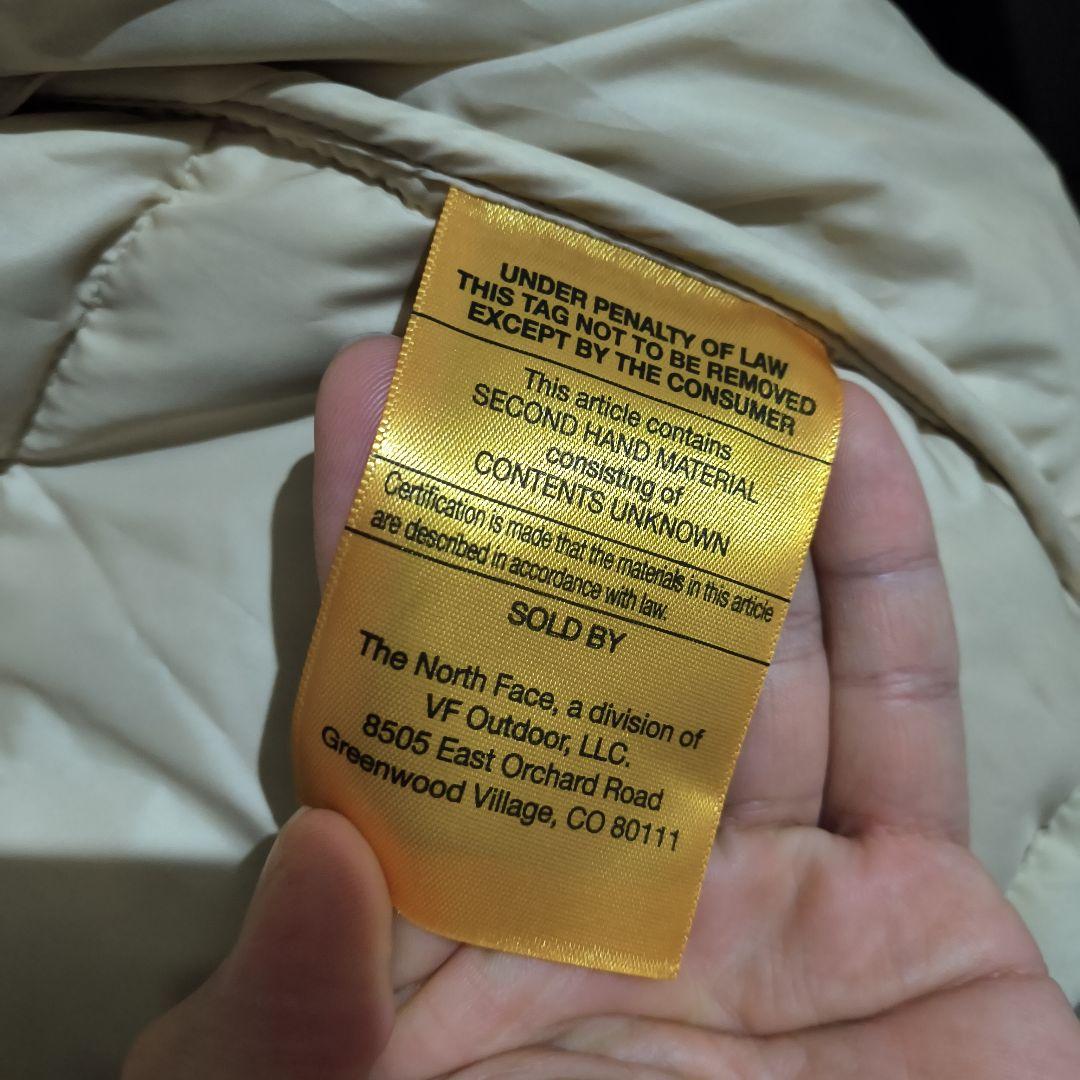 UNDER PENALTY OF LAW
THIS TAG NOT TO BE REMOVED
EXCEPT BY THE CONSUMER
This article contains
SECOND HAND MATERIAL
consisting of
CONTENTS UNKNOWN
Certification is made that the materials in this article
are described in accordance with law.
SOLD BY
The North Face, a division of
VF Outdoor, LLC.
8505 East Orchard Road
Greenwood Village, CO 80111